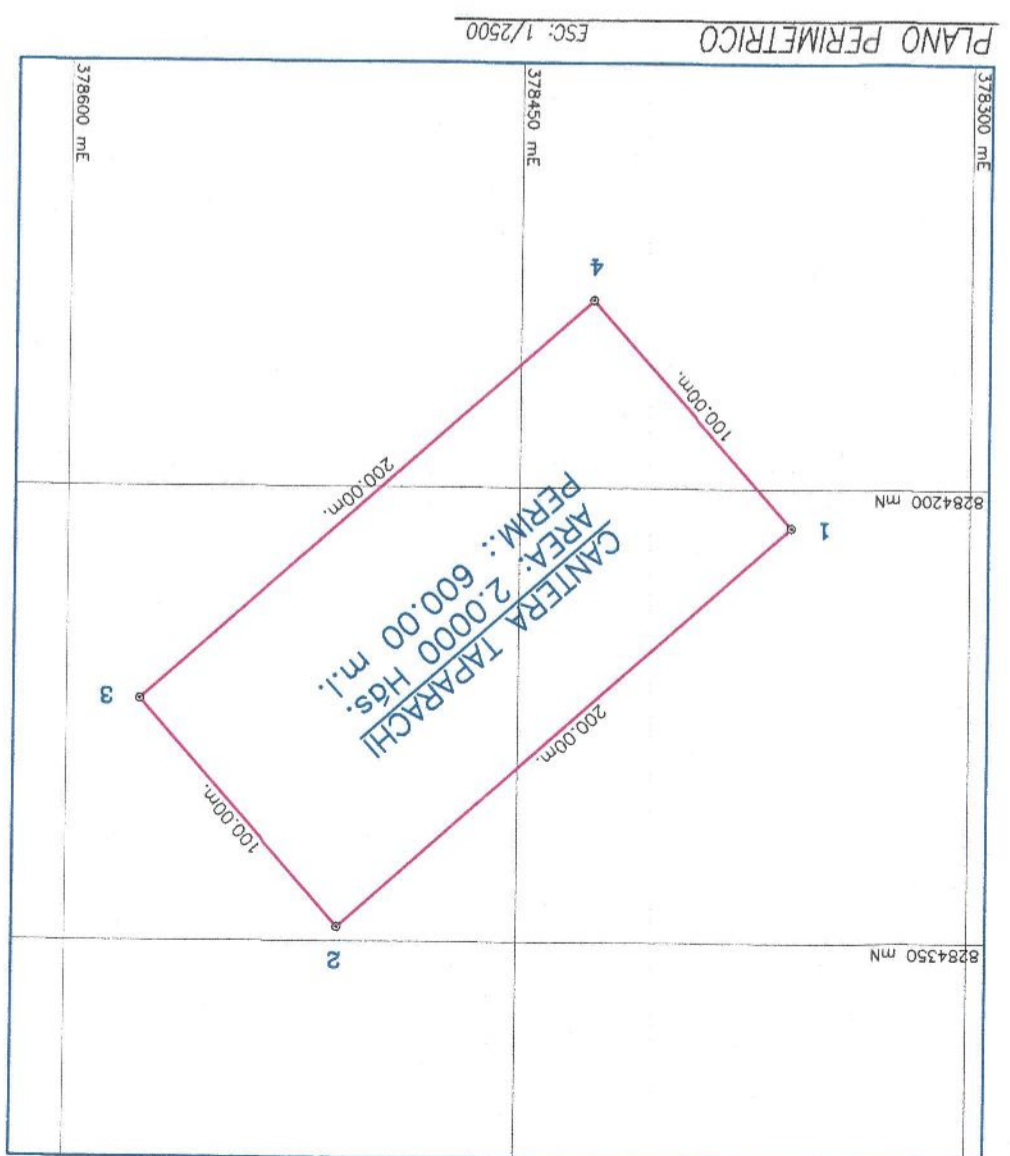 8284350 mN
2
100.00m.
200.00m.
3
CANTERA TAPARACHI
AREA: 2.0000 Hás.
PERIM.: 600.00 m.l.
1
8284200 mN
200.00m.
100.00m.
4
378300 mE
378450 mE
378600 mE
PLANO PERIMETRICO
ESC: 1/2500